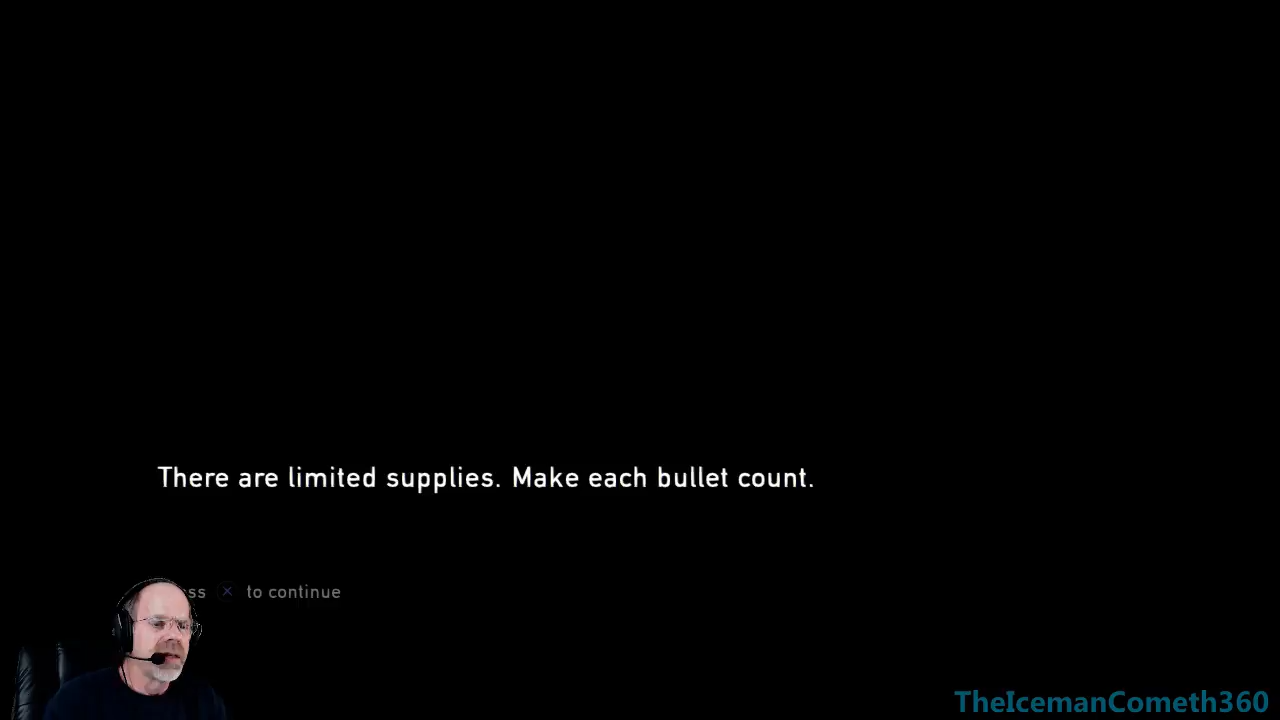 There are limited supplies. Make each bullet count.
to continue
TheIcemanCometh360